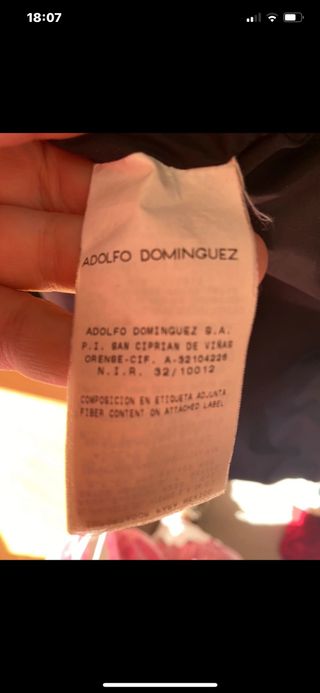 18:07
ADOLFO DOMINGUEZ
ADOLFO DOMINGUEZ S.A.
P.I. SAN CIPRIAN DE VIÑAS
ORENSE-CIF. A-32104226
N.I.R. 32/10012
COMPOSICION EN ETIQUETA ADJUNTA
FIBER CONTENT ON ATTACHED LABEL